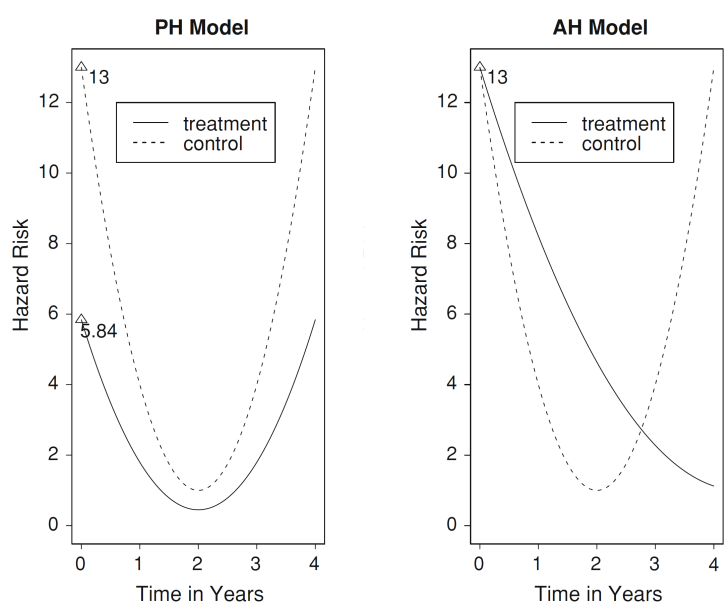 PH Model
13
5.84
treatment
control
12
10
8
6
4
2
0
Hazard Risk
0 1 2 3 4
Time in Years
AH Model
13
treatment
control
12
10
8
6
4
2
0
Hazard Risk
0 1 2 3 4
Time in Years